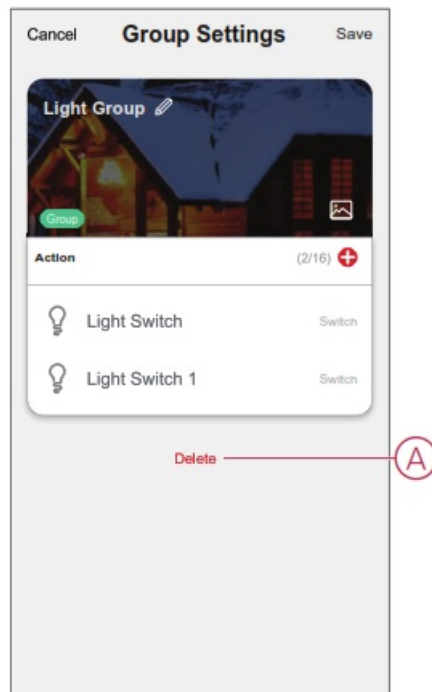 Cancel Group Settings Save
Light Group
Group
Action (2/16)
Light Switch Switch
Light Switch 1 Switch
Delete A